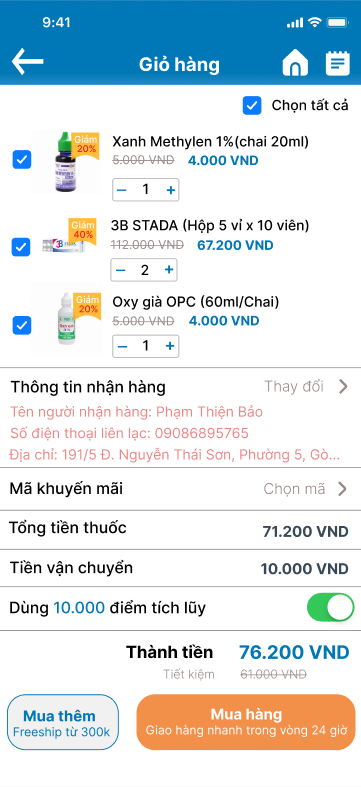 9:41
Giỏ hàng
Chọn tất cả
Giảm
20%
Xanh Methylen 1%(chai 20ml)
5.000 VND 4.000 VND
− 1 +
Giảm
40%
3B STADA
3B STADA (Hộp 5 vỉ x 10 viên)
112.000 VND 67.200 VND
− 2 +
Giảm
20%
Oxy già OPC (60ml/Chai)
5.000 VND 4.000 VND
− 1 +
Thông tin nhận hàng Thay đổi
Tên người nhận hàng: Phạm Thiện Bảo
Số điện thoại liên lạc: 09086895765
Địa chỉ: 191/5 Đ. Nguyễn Thái Sơn, Phường 5, Gò...
Mã khuyến mãi Chọn mã
Tổng tiền thuốc 71.200 VND
Tiền vận chuyển 10.000 VND
Dùng 10.000 điểm tích lũy
Thành tiền 76.200 VND
Tiết kiệm 61.000 VND
Mua thêm
Freeship từ 300k
Mua hàng
Giao hàng nhanh trong vòng 24 giờ